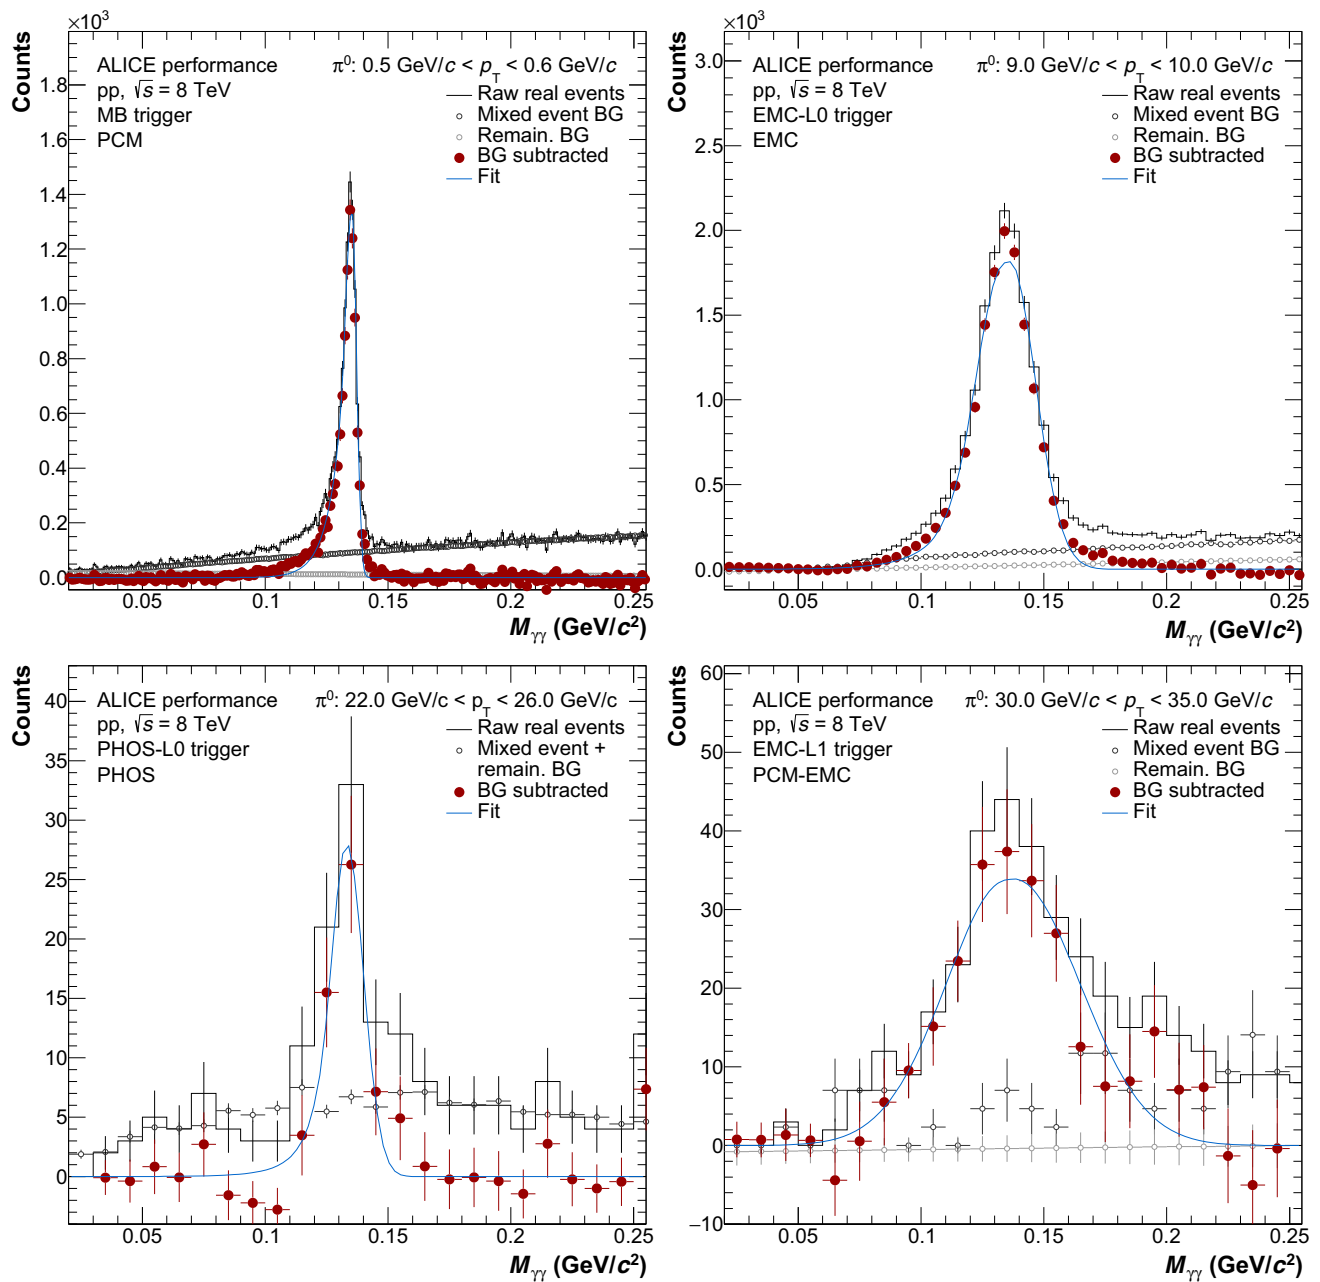 ×10³
Counts
ALICE performance
π⁰: 0.5 GeV/c < p_T < 0.6 GeV/c
pp, √s = 8 TeV
MB trigger
PCM
Raw real events
Mixed event BG
Remain. BG
BG subtracted
Fit
1.8
1.6
1.4
1.2
1.0
0.8
0.6
0.4
0.2
0.0
0.05
0.1
0.15
0.2
0.25
M_γγ (GeV/c²)
×10³
Counts
ALICE performance
π⁰: 9.0 GeV/c < p_T < 10.0 GeV/c
pp, √s = 8 TeV
EMC-L0 trigger
EMC
Raw real events
Mixed event BG
Remain. BG
BG subtracted
Fit
3.0
2.5
2.0
1.5
1.0
0.5
0.0
0.05
0.1
0.15
0.2
0.25
M_γγ (GeV/c²)
Counts
ALICE performance
π⁰: 22.0 GeV/c < p_T < 26.0 GeV/c
pp, √s = 8 TeV
PHOS-L0 trigger
PHOS
Raw real events
Mixed event +
remain. BG
BG subtracted
Fit
40
35
30
25
20
15
10
5
0
0.05
0.1
0.15
0.2
0.25
M_γγ (GeV/c²)
Counts
ALICE performance
π⁰: 30.0 GeV/c < p_T < 35.0 GeV/c
pp, √s = 8 TeV
EMC-L1 trigger
PCM-EMC
Raw real events
Mixed event BG
Remain. BG
BG subtracted
Fit
60
50
40
30
20
10
0
−10
0.05
0.1
0.15
0.2
0.25
M_γγ (GeV/c²)